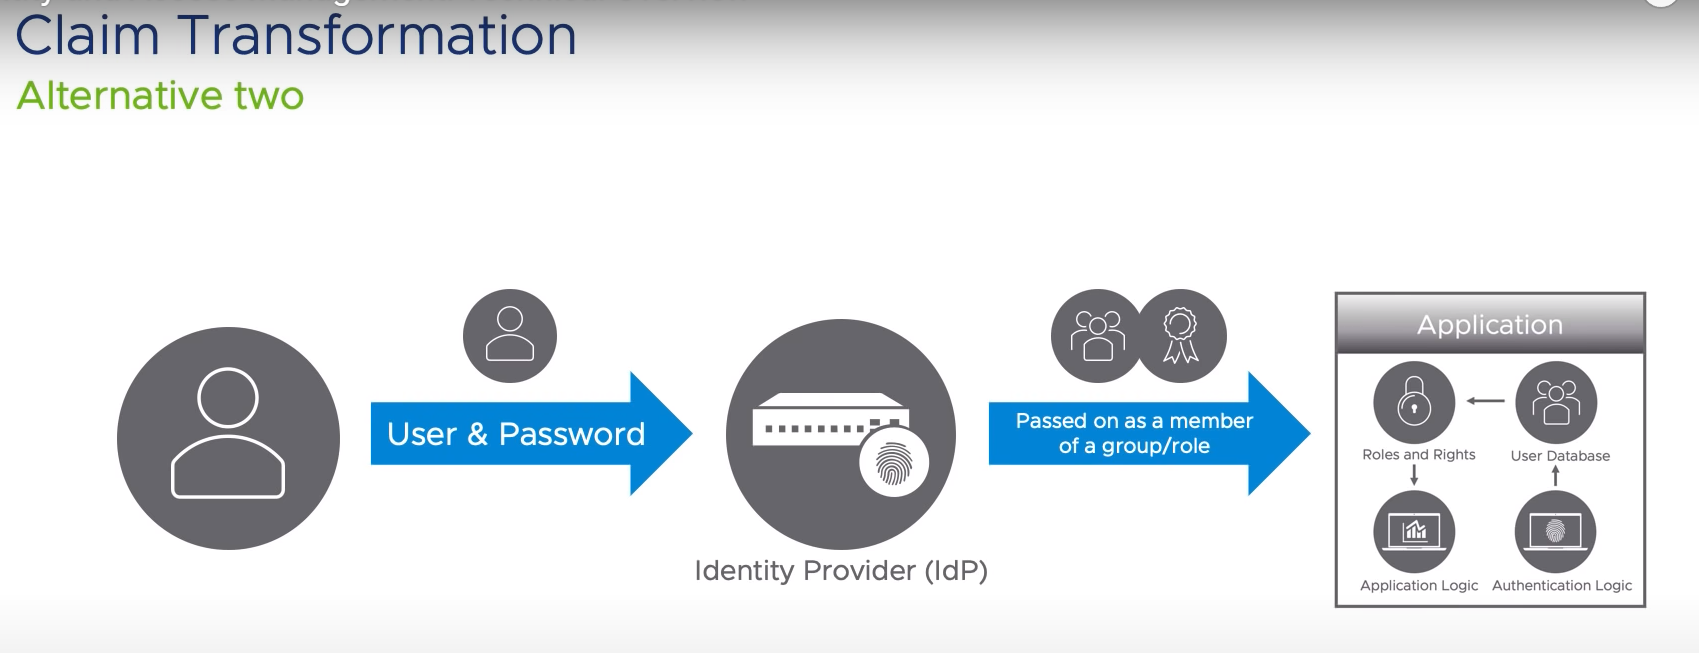 Claim Transformation
Alternative two
User & Password
Passed on as a member
of a group/role
Identity Provider (IdP)
Application
Roles and Rights
User Database
Application Logic
Authentication Logic